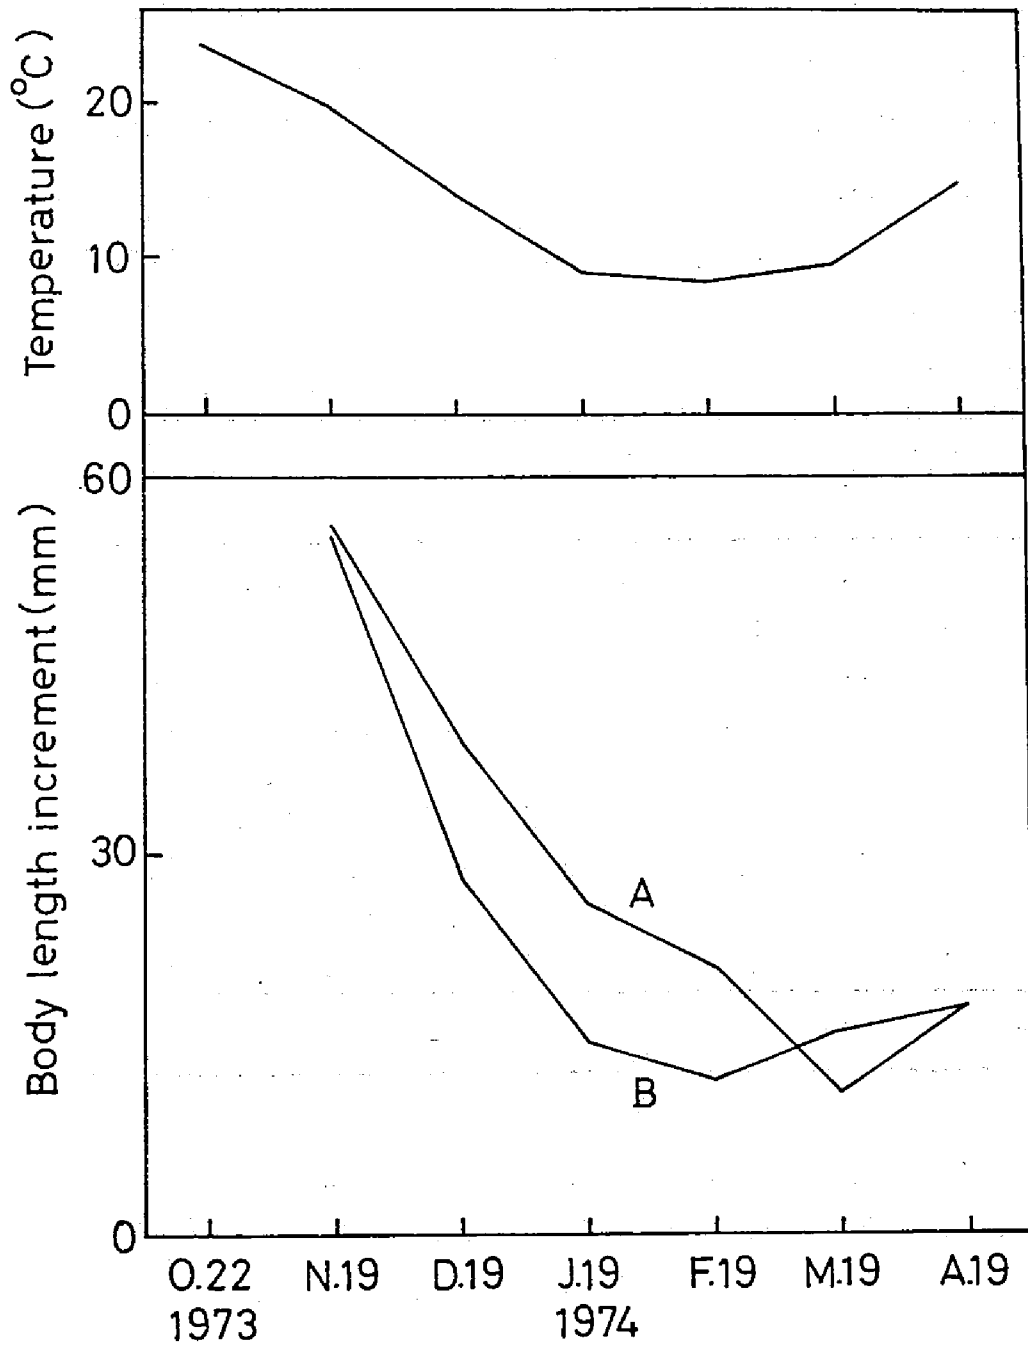 Temperature (°C)
20
10
0
60
Body length increment (mm)
30
A
B
0
O.22 N.19 D.19 J.19 F.19 M.19 A.19
1973 1974